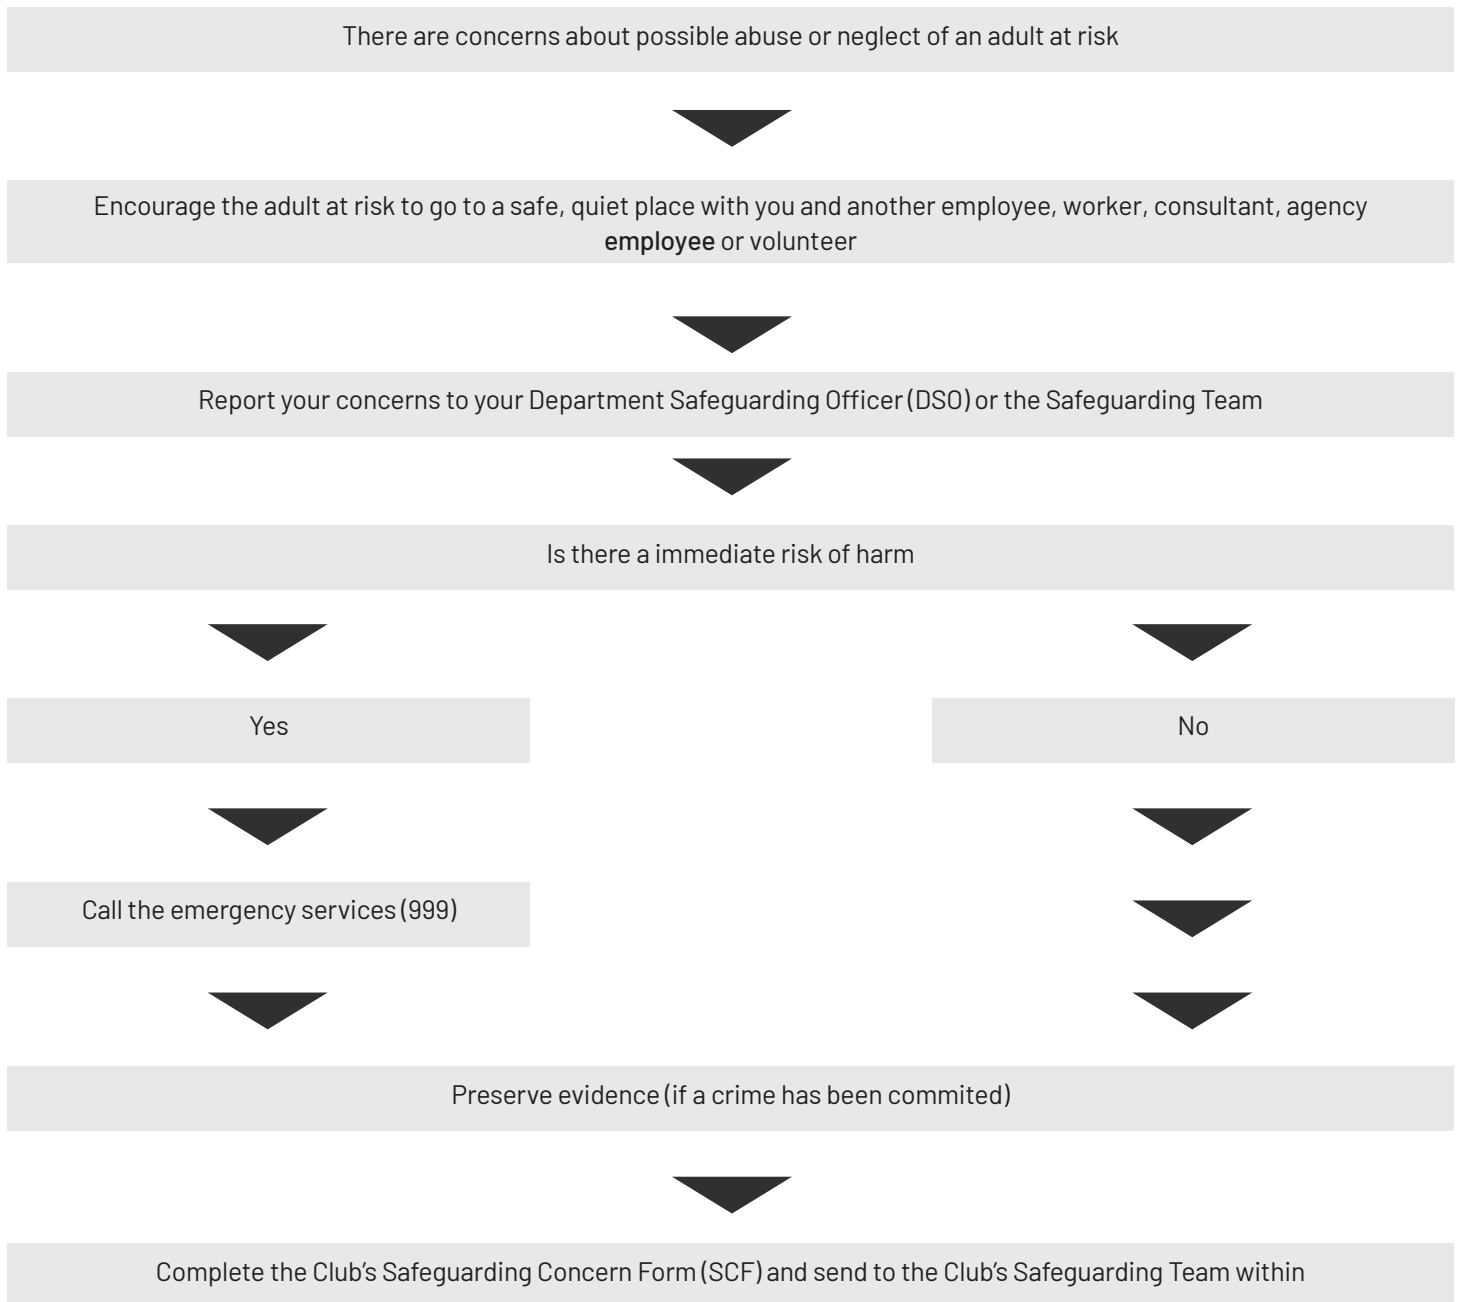 There are concerns about possible abuse or neglect of an adult at risk
Encourage the adult at risk to go to a safe, quiet place with you and another employee, worker, consultant, agency
employee or volunteer
Report your concerns to your Department Safeguarding Officer (DSO) or the Safeguarding Team
Is there a immediate risk of harm
Yes
No
Call the emergency services (999)
Preserve evidence (if a crime has been commited)
Complete the Club's Safeguarding Concern Form (SCF) and send to the Club's Safeguarding Team within